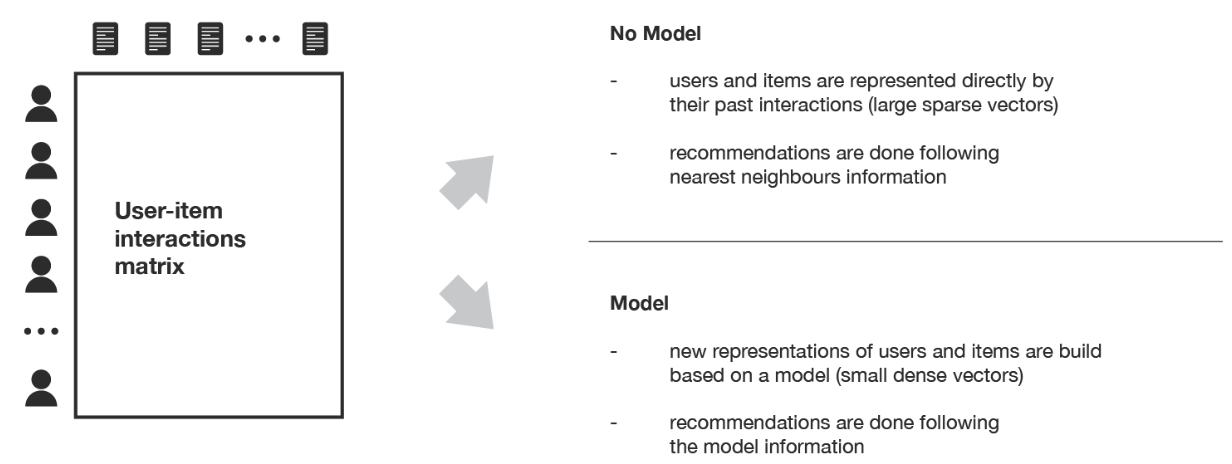 User-item
interactions
matrix
No Model
- users and items are represented directly by
their past interactions (large sparse vectors)
- recommendations are done following
nearest neighbours information
Model
- new representations of users and items are build
based on a model (small dense vectors)
- recommendations are done following
the model information